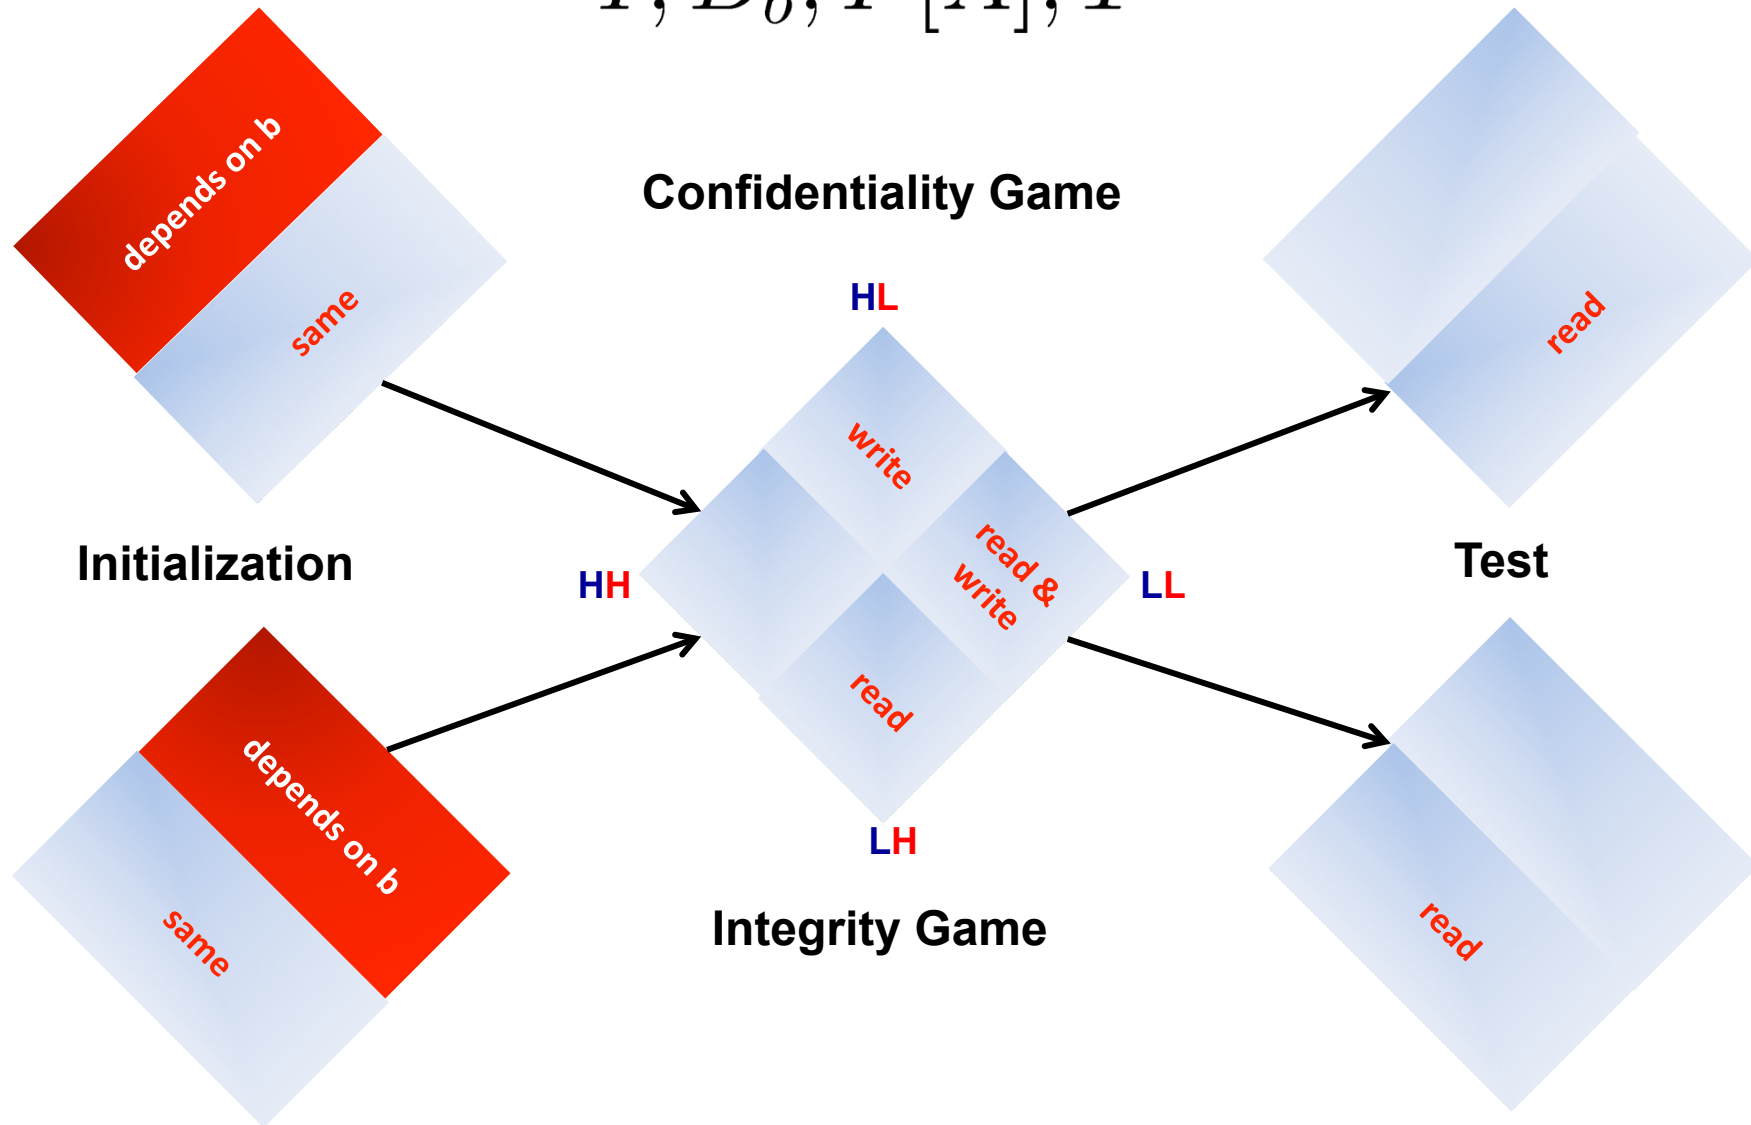 depends on b
same
Confidentiality Game
HL
write
read &
write
HH
LL
read
LH
Initialization
Test
read
depends on b
same
Integrity Game
read